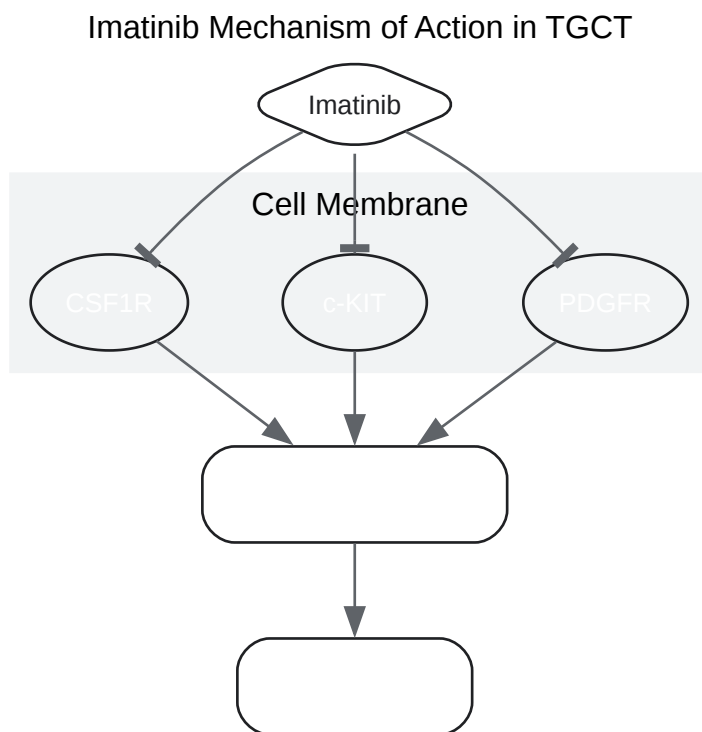 Imatinib Mechanism of Action in TGCT
Imatinib
Cell Membrane
CSF1R
c-KIT
PDGFR